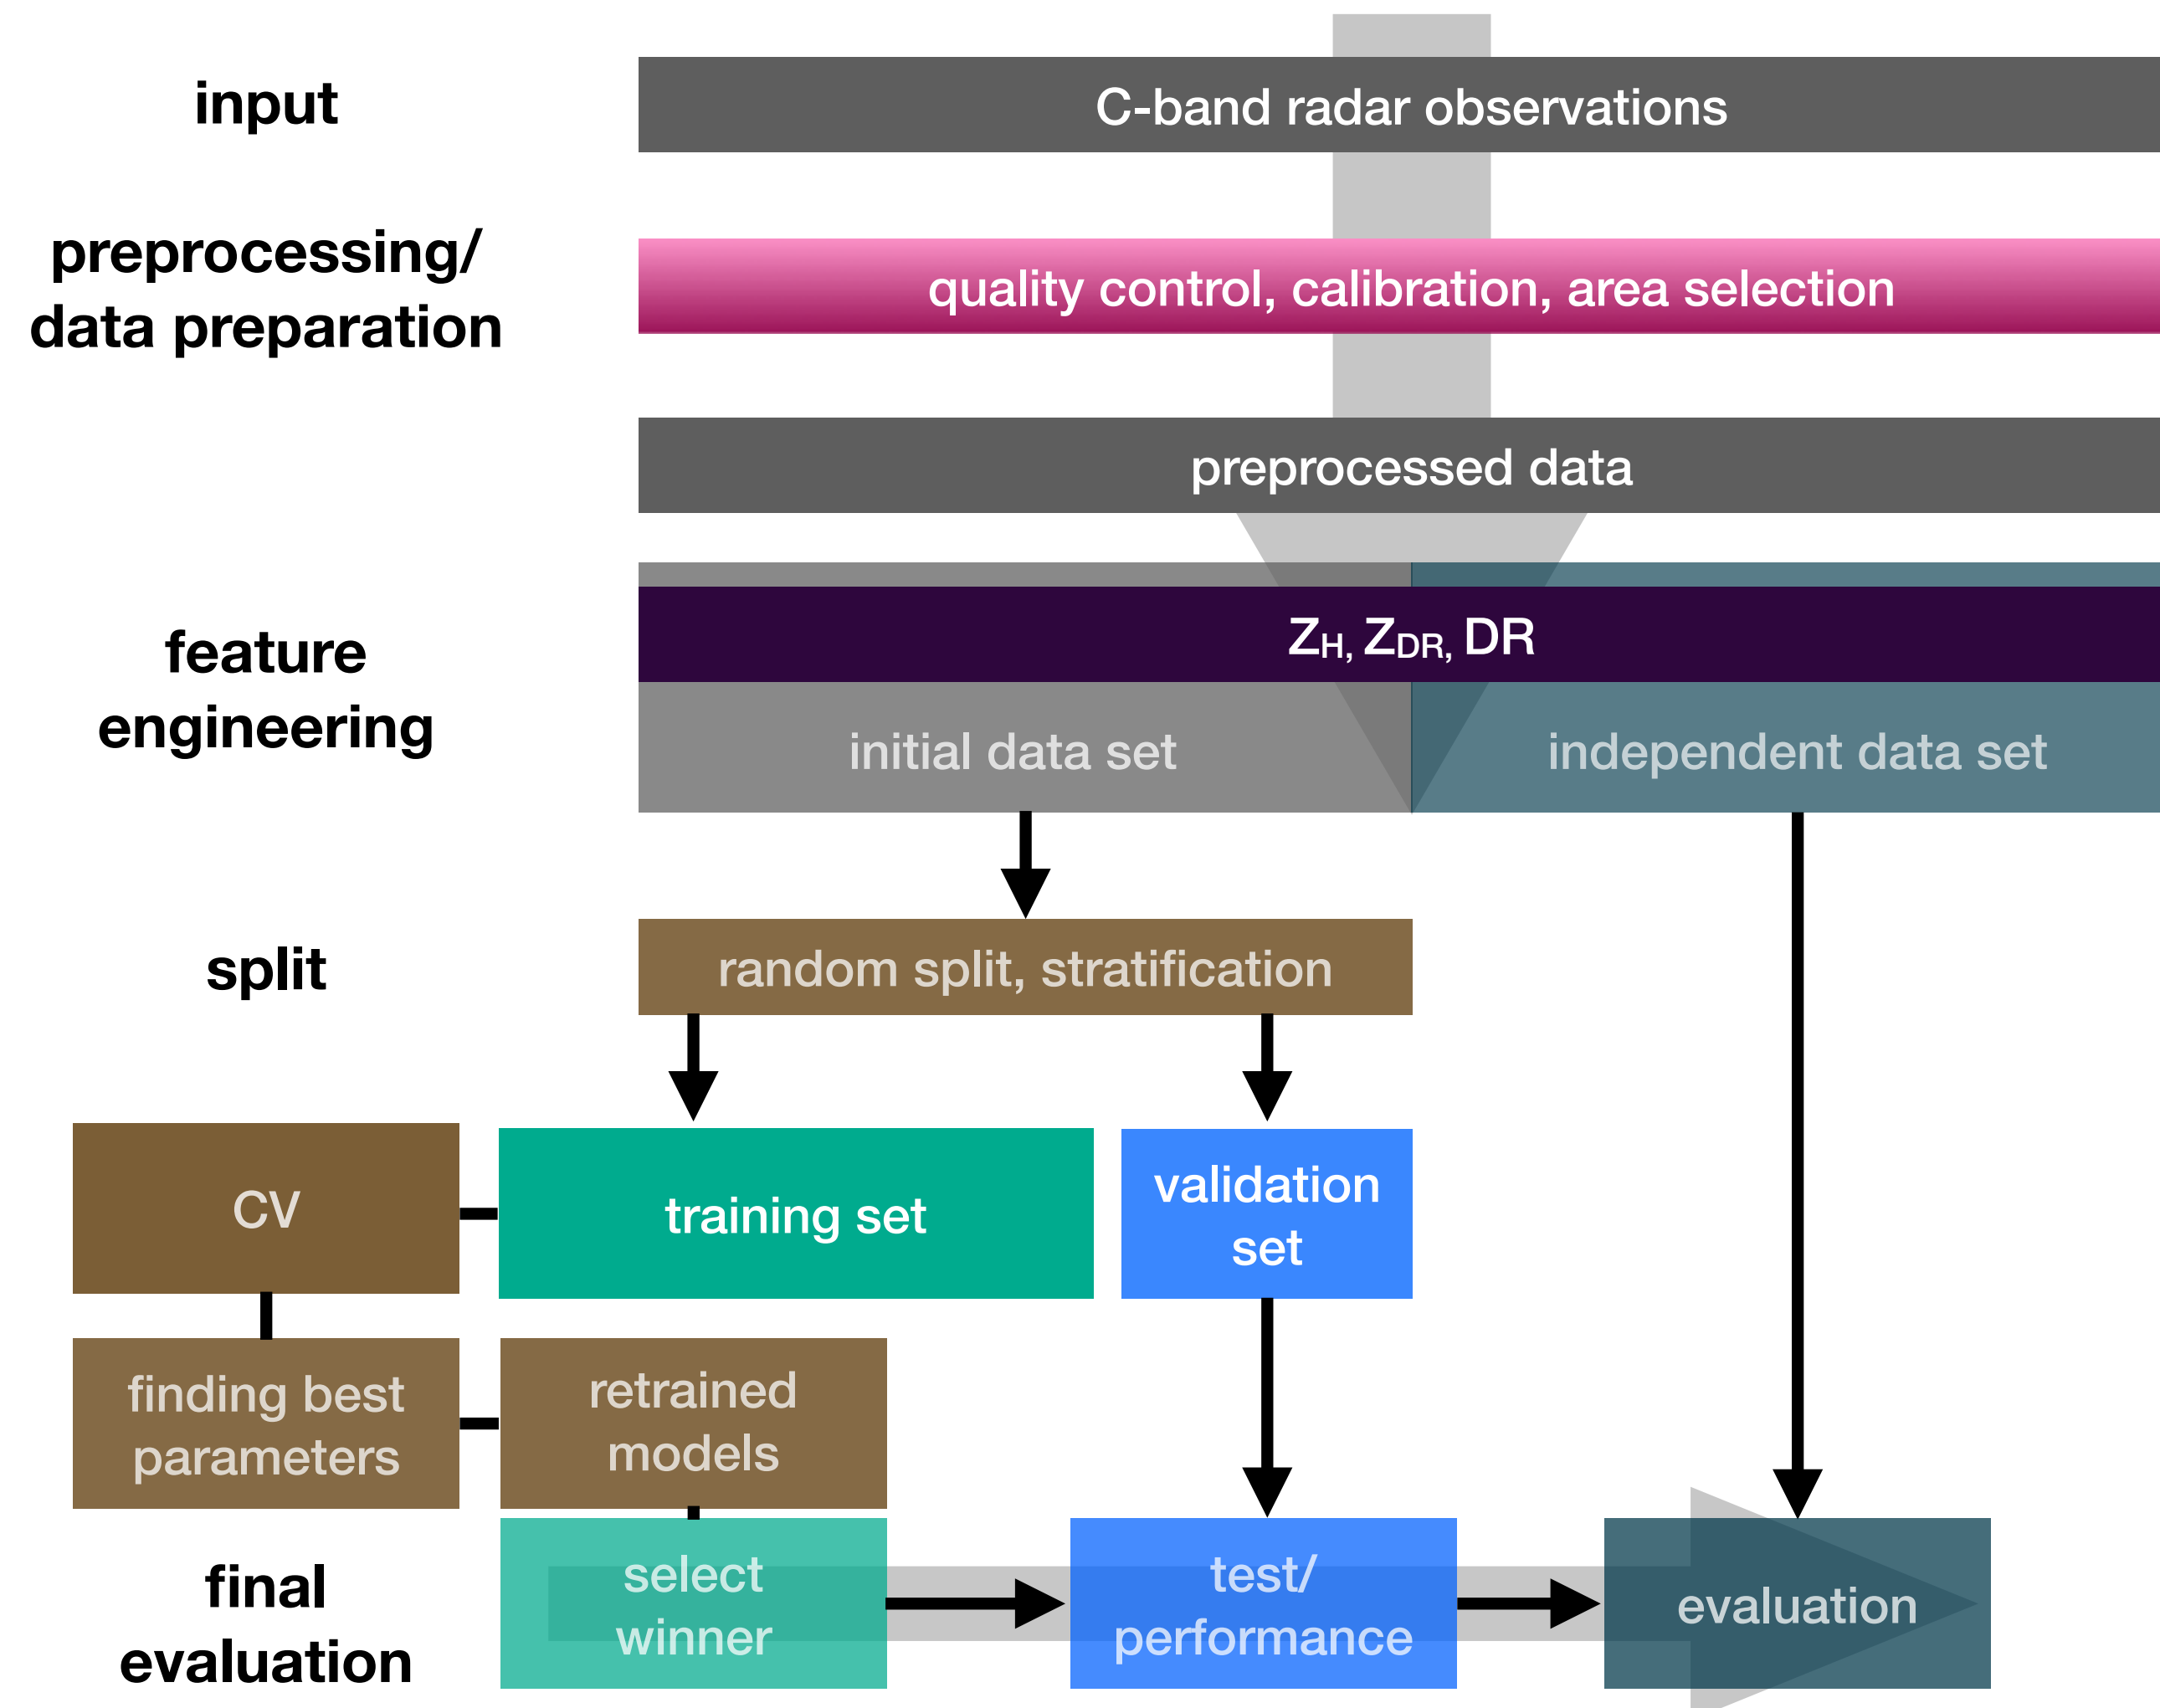 input
C-band radar observations
preprocessing/
data preparation
quality control, calibration, area selection
preprocessed data
feature
engineering
ZH, ZDR, DR
initial data set
independent data set
split
random split, stratification
CV
training set
validation
set
finding best
parameters
retrained
models
final
evaluation
select
winner
test/
performance
evaluation